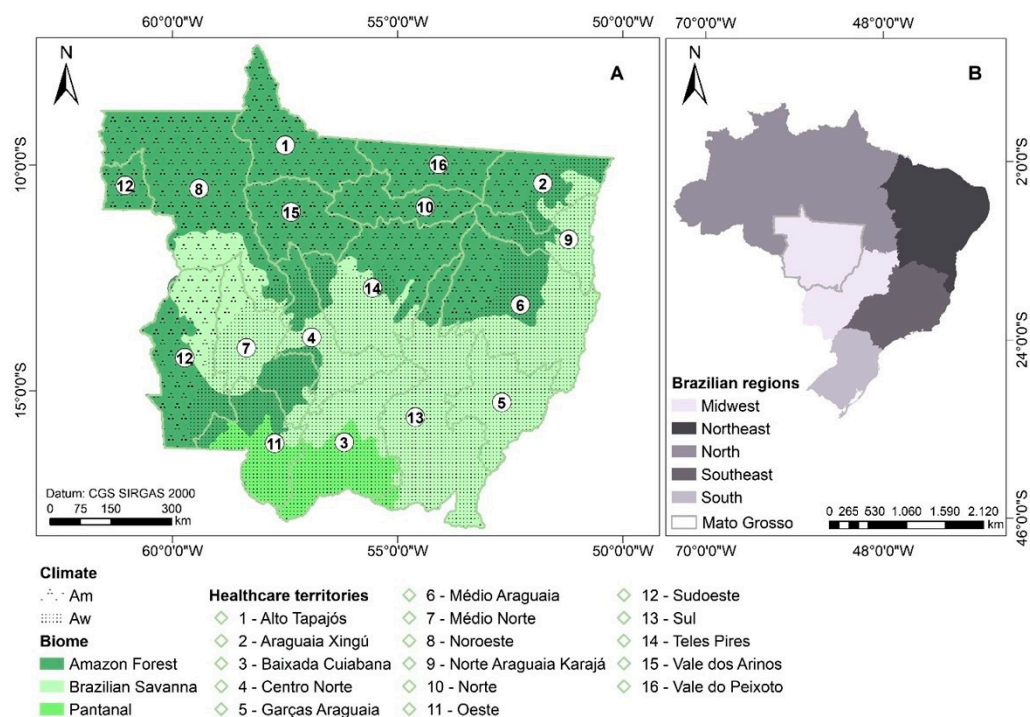 60°0'0"W 55°0'0"W 50°0'0"W
70°0'0"W 48°0'0"W
N A
N B
10°0'0"S
15°0'0"S
2°0'0"S
24°0'0"S
46°0'0"S
1
16
12 8 2
15 10
9
14
6
4
12 7
5
13
11 3
Datum: CGS SIRGAS 2000
0 75 150 300
km
60°0'0"W 55°0'0"W 50°0'0"W
Brazilian regions
Midwest
Northeast
North
Southeast
South
Mato Grosso
0 265 530 1.060 1.590 2.120
km
70°0'0"W 48°0'0"W
Climate
Am
Aw
Biome
Amazon Forest
Brazilian Savanna
Pantanal
Healthcare territories
1 - Alto Tapajós
2 - Araguaia Xingú
3 - Baixada Cuiabana
4 - Centro Norte
5 - Garças Araguaia
6 - Médio Araguaia
7 - Médio Norte
8 - Noroeste
9 - Norte Araguaia Karajá
10 - Norte
11 - Oeste
12 - Sudoeste
13 - Sul
14 - Teles Pires
15 - Vale dos Arinos
16 - Vale do Peixoto